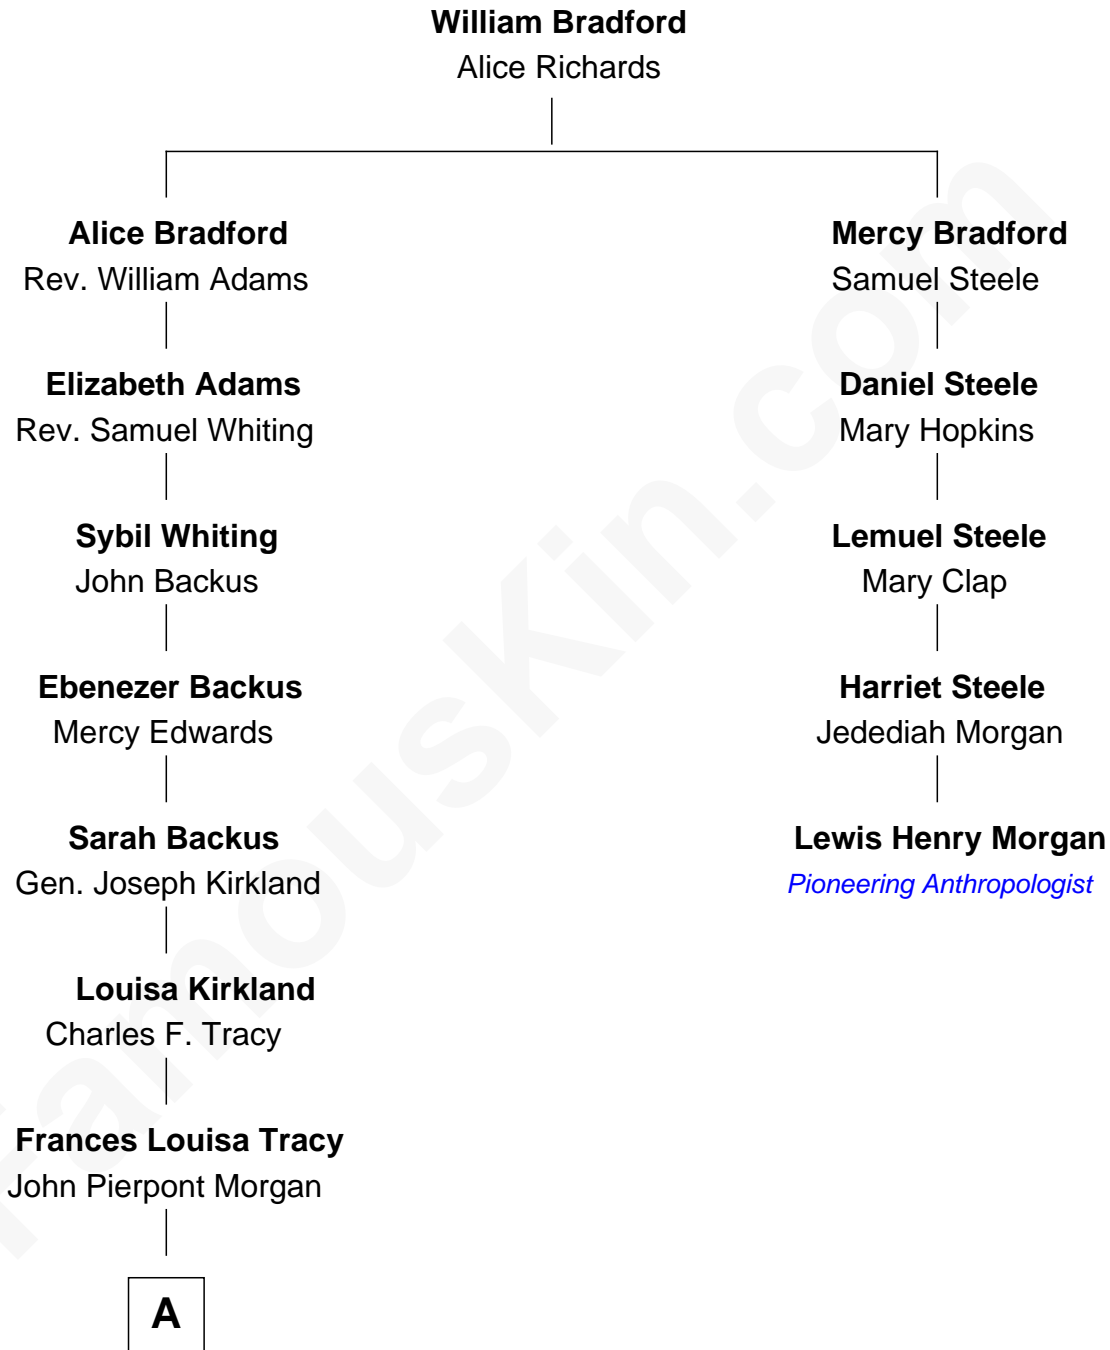 William Bradford
Alice Richards
Alice Bradford
Rev. William Adams
Mercy Bradford
Samuel Steele
Elizabeth Adams
Rev. Samuel Whiting
Daniel Steele
Mary Hopkins
Sybil Whiting
John Backus
Lemuel Steele
Mary Clap
Ebenezer Backus
Mercy Edwards
Harriet Steele
Jedediah Morgan
Sarah Backus
Gen. Joseph Kirkland
Lewis Henry Morgan
Pioneering Anthropologist
Louisa Kirkland
Charles F. Tracy
Frances Louisa Tracy
John Pierpont Morgan
A
FamousKin.com